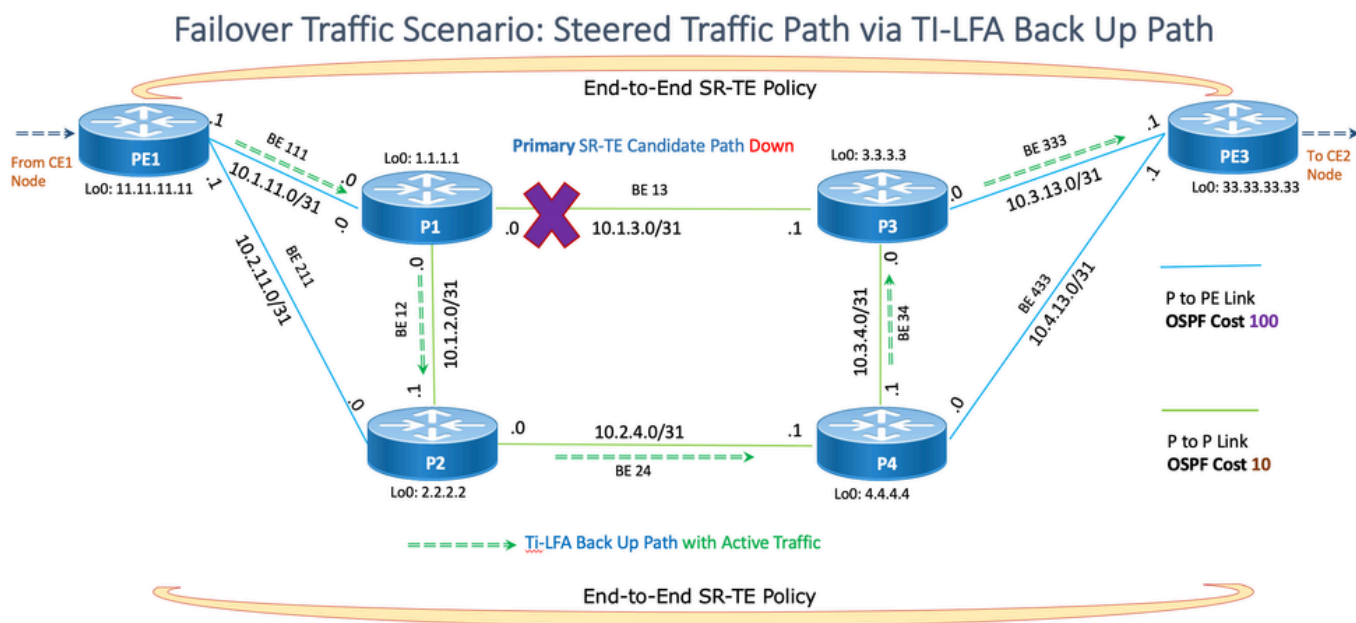 Failover Traffic Scenario: Steered Traffic Path via TI-LFA Back Up Path
End-to-End SR-TE Policy
From CE1
Node
PE1
Lo0: 11.11.11.11
.1
.1
BE 111
10.1.11.0/31
.0
.0
BE 211
10.2.11.0/31
.0
Lo0: 1.1.1.1
P1
Primary SR-TE Candidate Path Down
.0
BE 13
10.1.3.0/31
.1
Lo0: 3.3.3.3
P3
.0
BE 333
10.3.13.0/31
.1
.1
PE3
Lo0: 33.33.33.33
To CE2
Node
.0
BE 12
10.1.2.0/31
.1
.0
BE 34
10.3.4.0/31
.1
BE 433
10.4.13.0/31
.0
P to PE Link
OSPF Cost 100
P2
Lo0: 2.2.2.2
.0
10.2.4.0/31
.1
BE 24
P4
Lo0: 4.4.4.4
P to P Link
OSPF Cost 10
Ti-LFA Back Up Path with Active Traffic
End-to-End SR-TE Policy